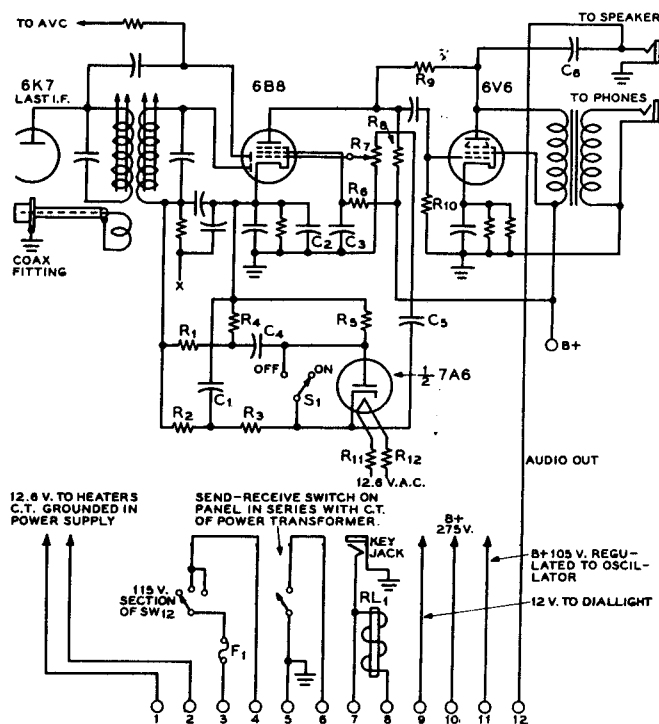 TO AVC
TO SPEAKER
6K7
LAST I.F.
6B8
R9
6V6
C6
TO PHONES
R7
R8
R6
R10
C2
C3
COAX
FITTING
X
R1
R4
C4
R5
C5
B+
OFF
ON
S1
½ 7A6
C1
R2
R3
R11
R12
12.6 V.A.C.
AUDIO OUT
12.6 V. TO HEATERS
C.T. GROUNDED IN
POWER SUPPLY
SEND-RECEIVE SWITCH ON
PANEL IN SERIES WITH C.T.
OF POWER TRANSFORMER.
KEY
JACK
B+
275V.
B+105 V. REGU-
LATED TO OSCIL-
LATOR
115 V.
SECTION
OF SW12
F1
RL1
12 V. TO DIALLIGHT
1 2 3 4 5 6 7 8 9 10 11 12